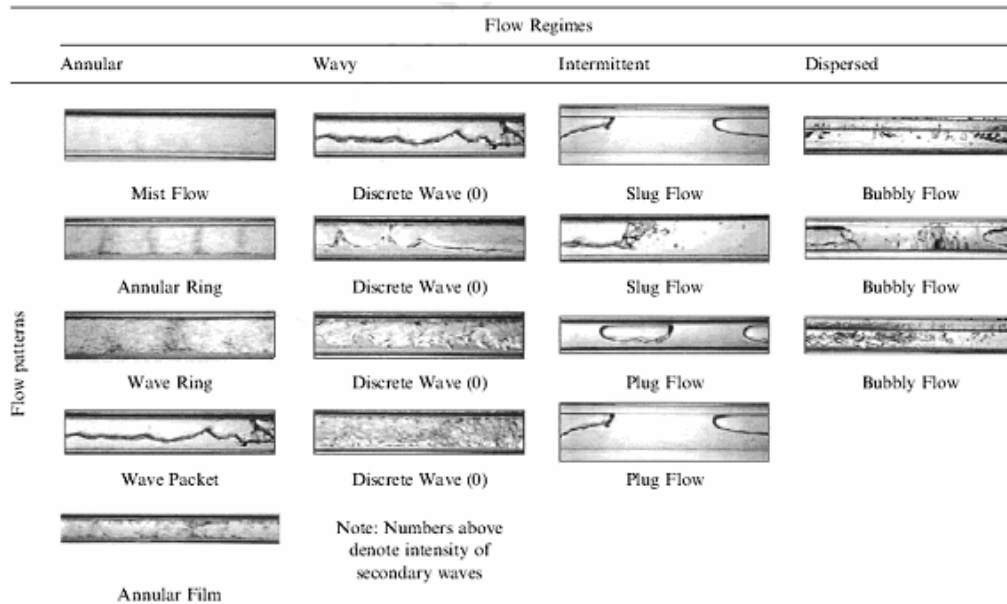 Flow Regimes
Annular Wavy Intermittent Dispersed
Mist Flow Discrete Wave (0) Slug Flow Bubbly Flow
Annular Ring Discrete Wave (0) Slug Flow Bubbly Flow
Wave Ring Discrete Wave (0) Plug Flow Bubbly Flow
Wave Packet Discrete Wave (0) Plug Flow
Flow patterns
Note: Numbers above
denote intensity of
secondary waves
Annular Film